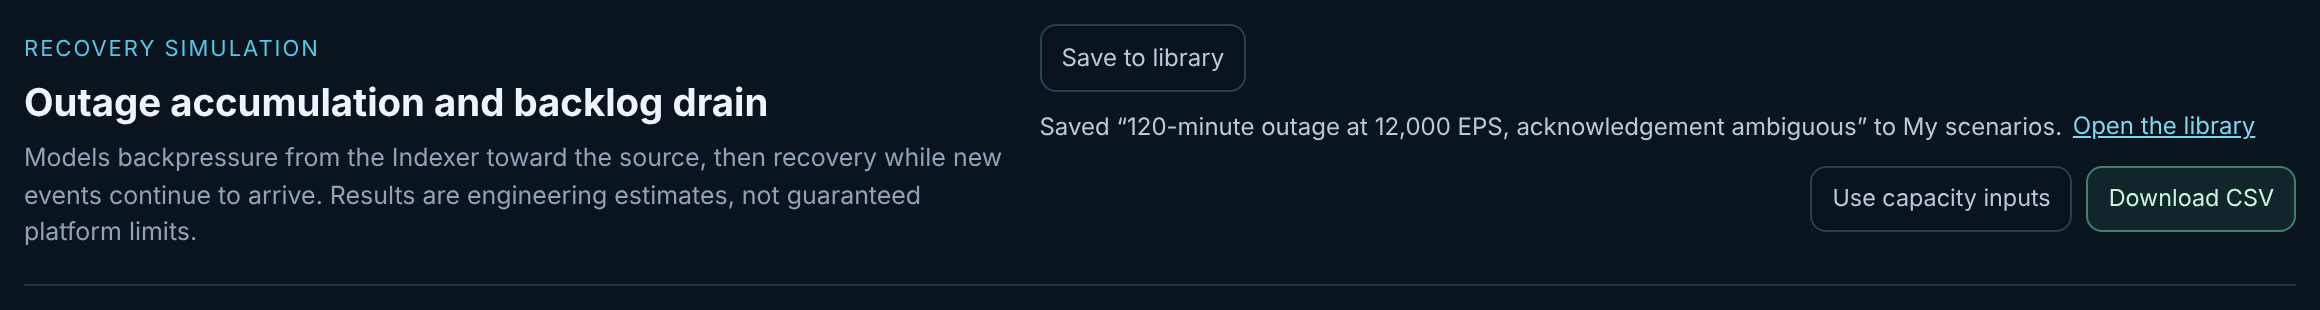 RECOVERY SIMULATION
Outage accumulation and backlog drain
Models backpressure from the Indexer toward the source, then recovery while new
events continue to arrive. Results are engineering estimates, not guaranteed
platform limits.
Save to library
Saved “120-minute outage at 12,000 EPS, acknowledgement ambiguous” to My scenarios. Open the library
Use capacity inputs
Download CSV